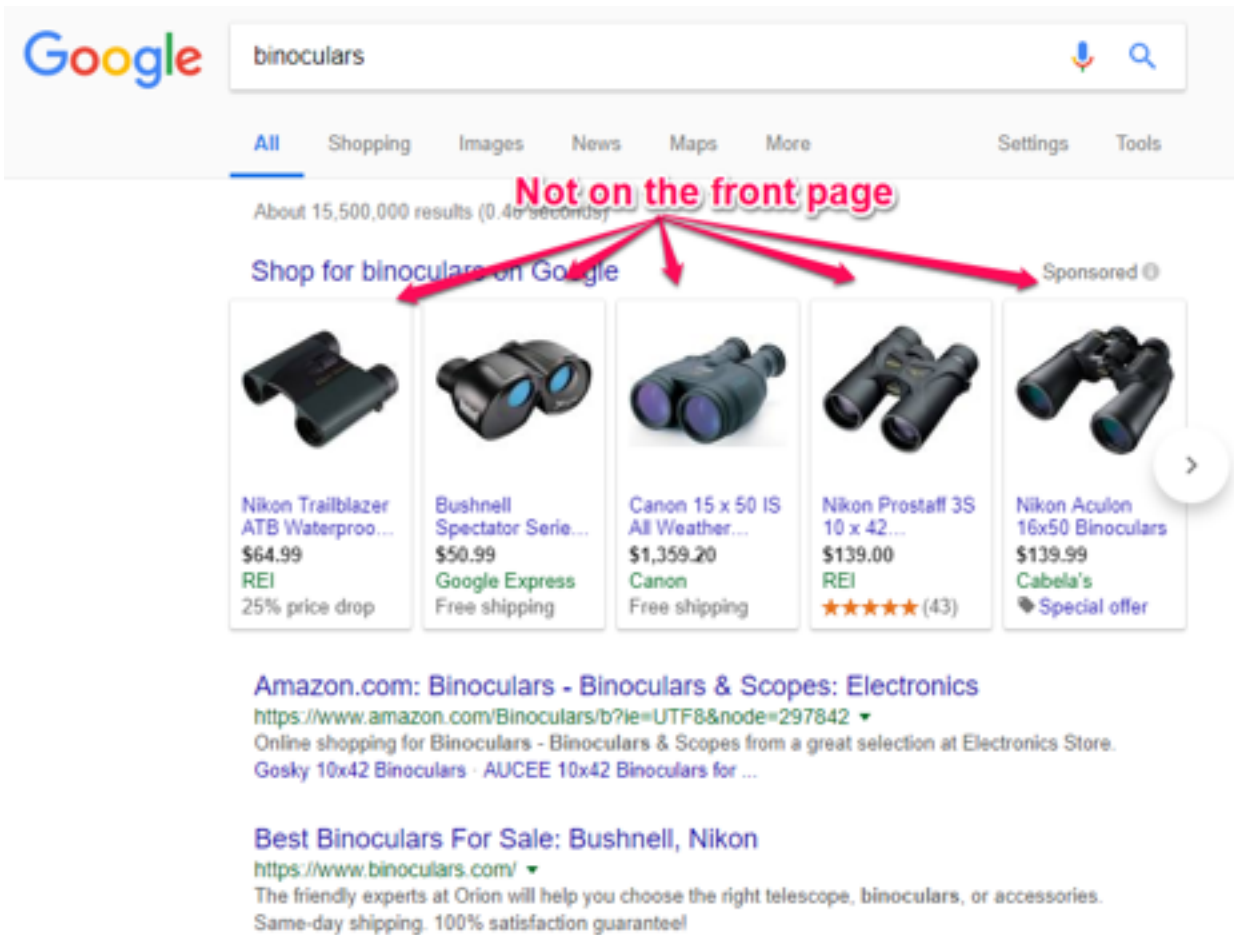 Google
binoculars
All Shopping Images News Maps More Settings Tools
Not on the front page
About 15,500,000 results (0.46 seconds)
Shop for binoculars on Google Sponsored
Nikon Trailblazer
ATB Waterproo...
$64.99
REI
25% price drop
Bushnell
Spectator Serie...
$50.99
Google Express
Free shipping
Canon 15 x 50 IS
All Weather...
$1,359.20
Canon
Free shipping
Nikon Prostaff 3S
10 x 42...
$139.00
REI
★★★★★ (43)
Nikon Aculon
16x50 Binoculars
$139.99
Cabela's
Special offer
Amazon.com: Binoculars - Binoculars & Scopes: Electronics
https://www.amazon.com/Binoculars/b?ie=UTF8&node=297842
Online shopping for Binoculars - Binoculars & Scopes from a great selection at Electronics Store.
Gosky 10x42 Binoculars · AUCEE 10x42 Binoculars for ...
Best Binoculars For Sale: Bushnell, Nikon
https://www.binoculars.com/
The friendly experts at Orion will help you choose the right telescope, binoculars, or accessories.
Same-day shipping. 100% satisfaction guarantee!